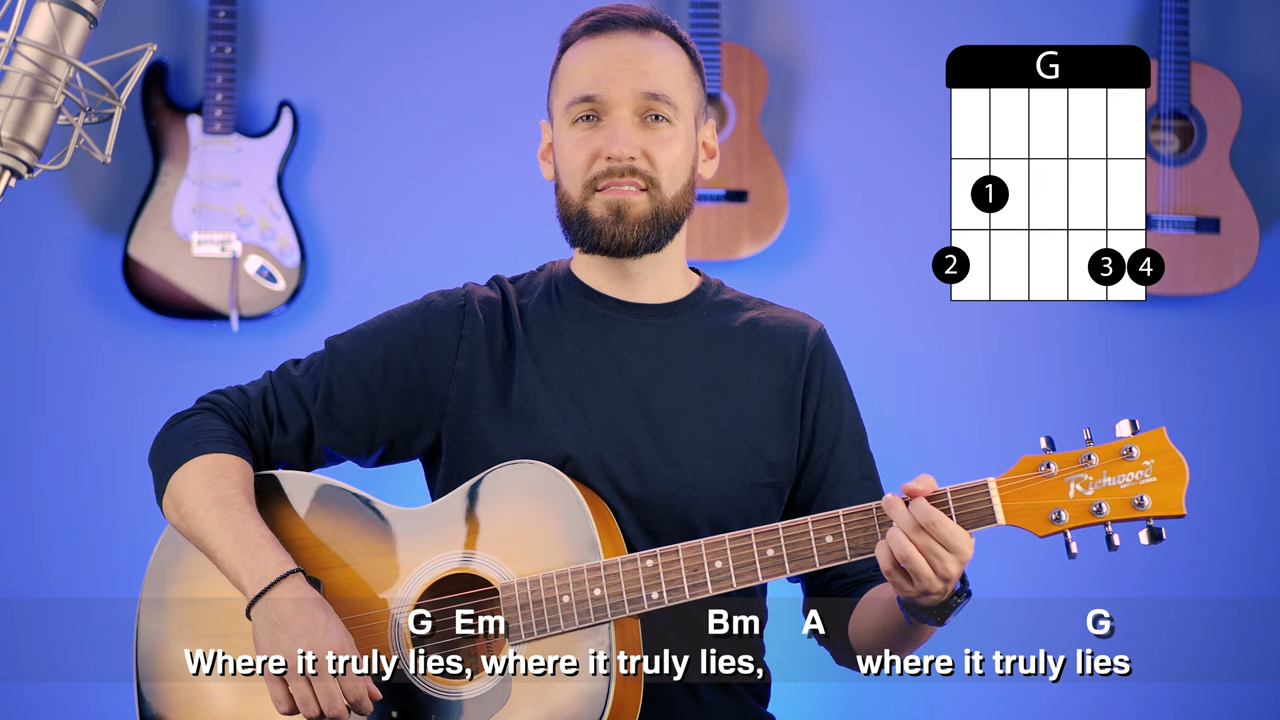 G
1
2 3 4
Richwood
G Em Bm A G
Where it truly lies, where it truly lies, where it truly lies